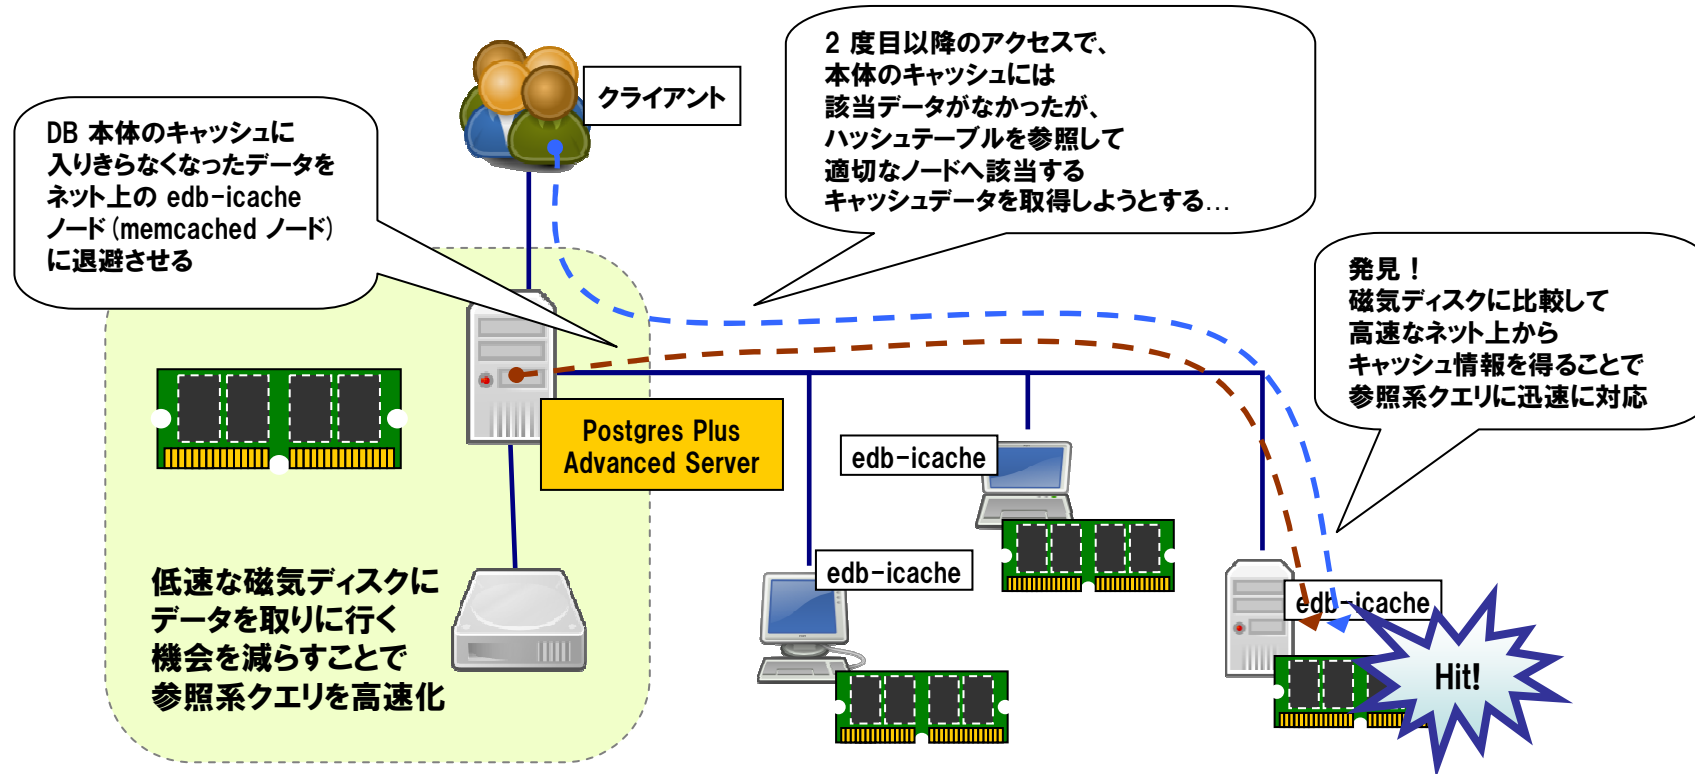 クライアント
2 度目以降のアクセスで、
本体のキャッシュには
該当データがなかったが、
ハッシュテーブルを参照して
適切なノードへ該当する
キャッシュデータを取得しようとする…
DB 本体のキャッシュに
入りきらなくなったデータを
ネット上の edb-icache
ノード（memcached ノード）
に退避させる
発見！
磁気ディスクに比較して
高速なネット上から
キャッシュ情報を得ることで
参照系クエリに迅速に対応
Postgres Plus
Advanced Server
edb-icache
edb-icache
edb-icache
低速な磁気ディスクに
データを取りに行く
機会を減らすことで
参照系クエリを高速化
Hit!